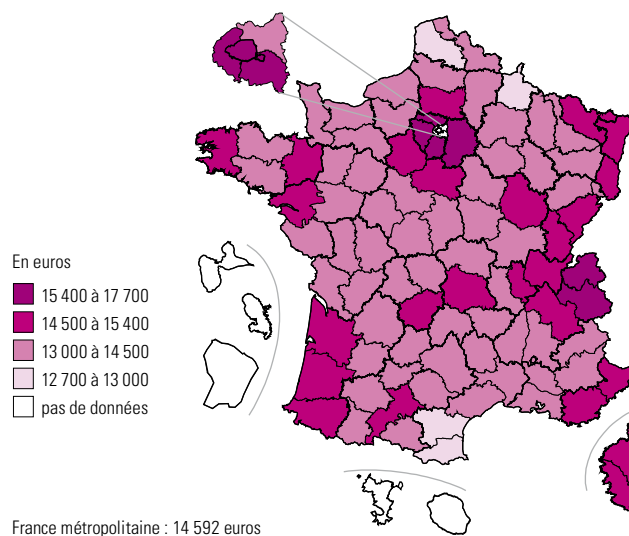 En euros
15 400 à 17 700
14 500 à 15 400
13 000 à 14 500
12 700 à 13 000
pas de données
France métropolitaine : 14 592 euros